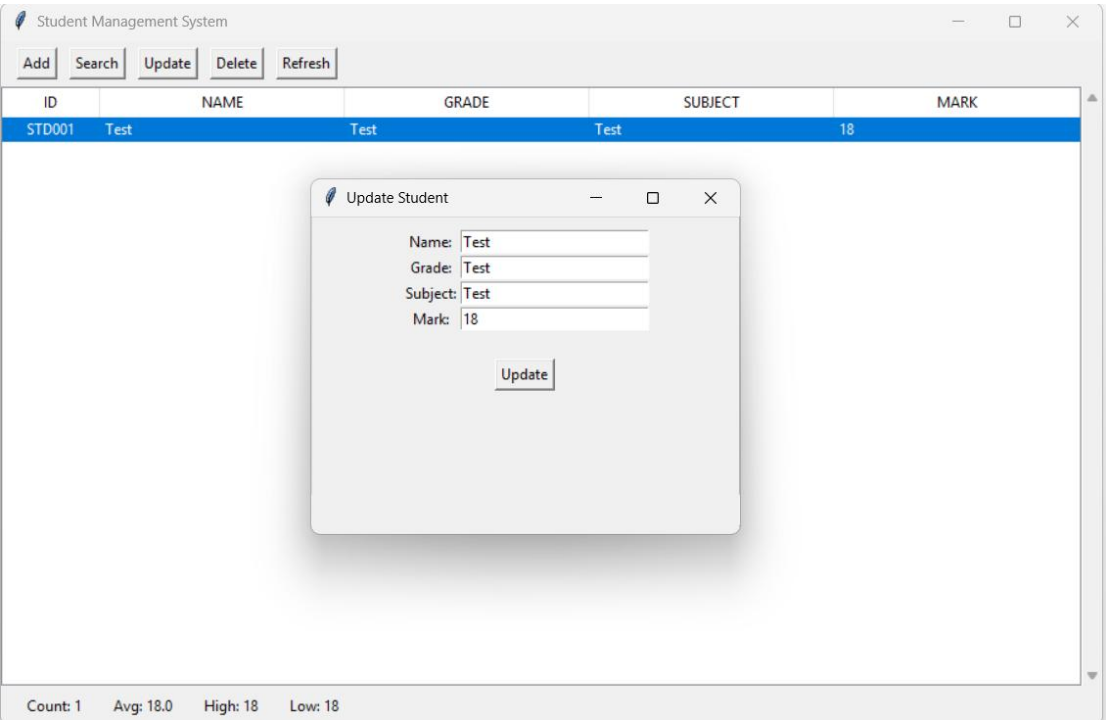 Student Management System
Add Search Update Delete Refresh
ID NAME GRADE SUBJECT MARK
STD001 Test Test Test 18
Update Student
Name: Test
Grade: Test
Subject: Test
Mark: 18
Update
Count: 1 Avg: 18.0 High: 18 Low: 18